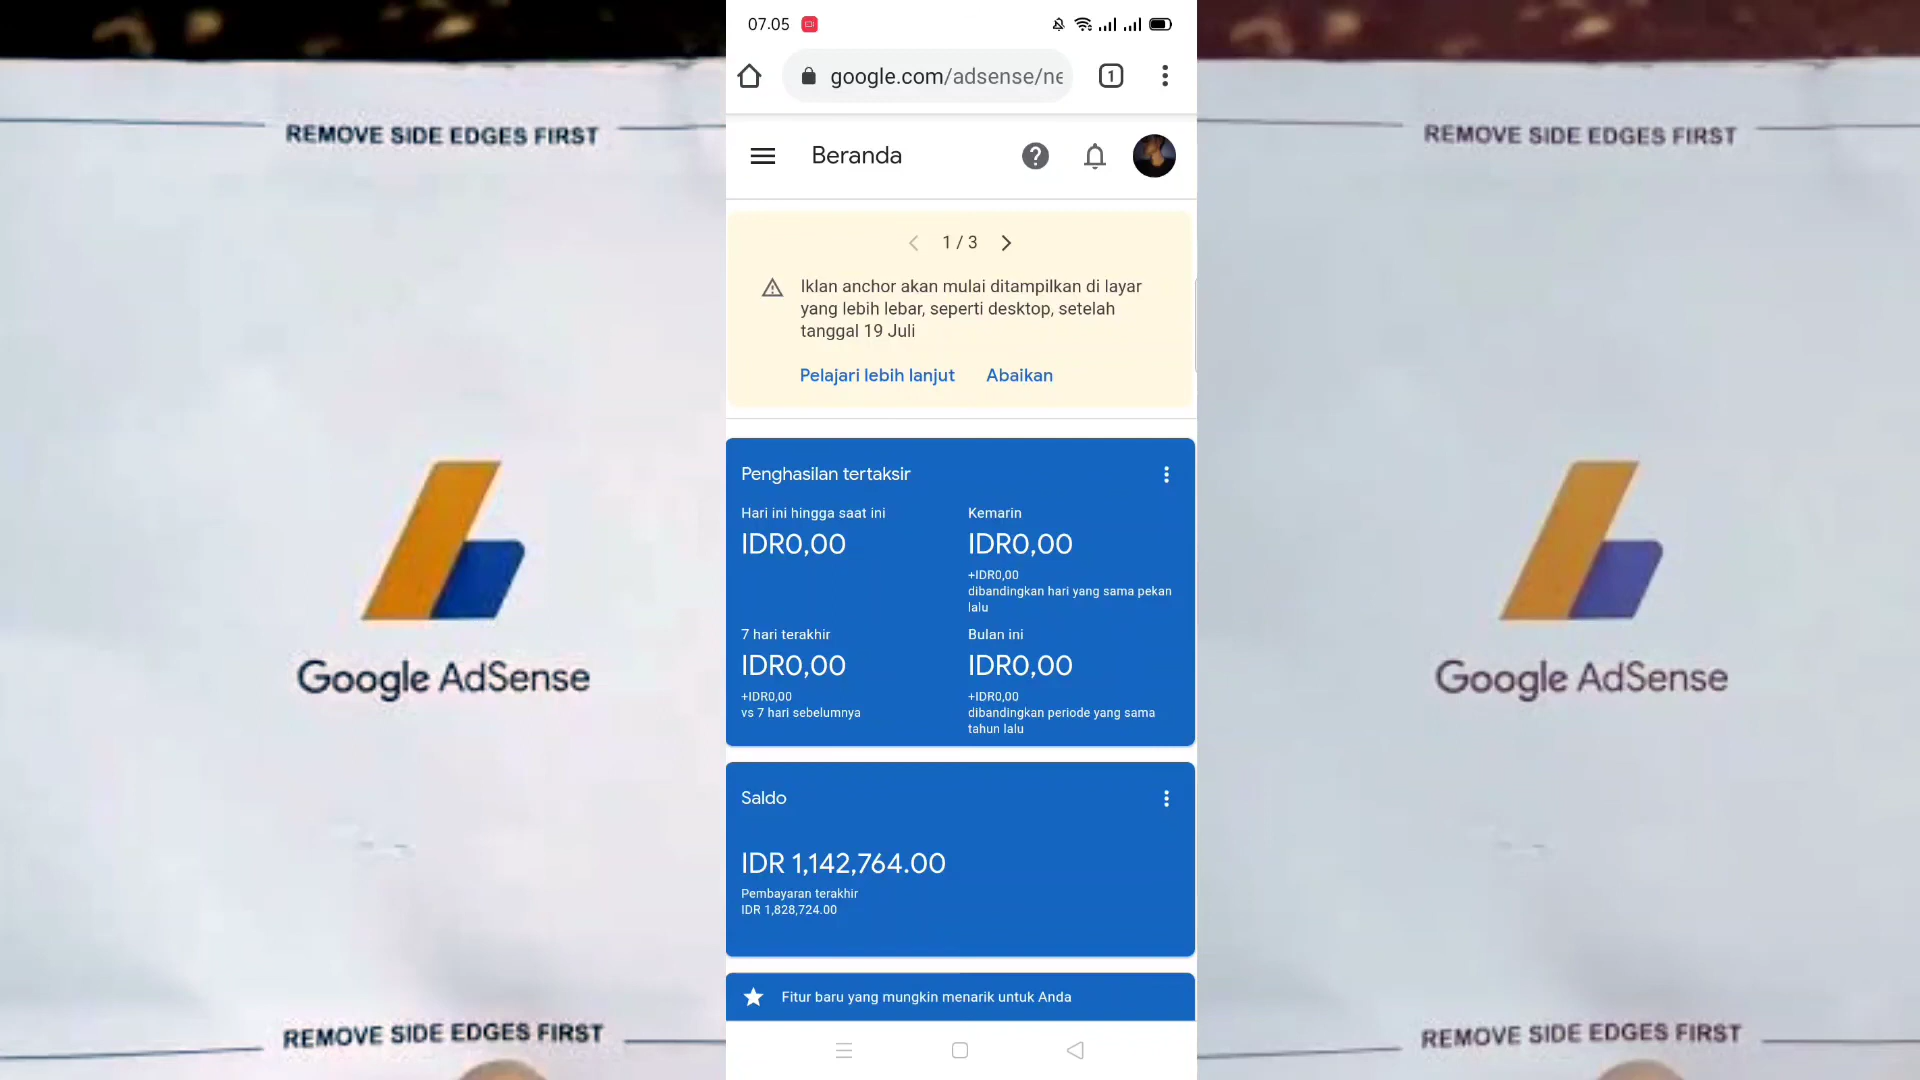 REMOVE SIDE EDGES FIRST
Google AdSense
REMOVE SIDE EDGES FIRST
07.05
google.com/adsense/ne
1
Beranda
1 / 3
Iklan anchor akan mulai ditampilkan di layar
yang lebih lebar, seperti desktop, setelah
tanggal 19 Juli
Pelajari lebih lanjut Abaikan
Penghasilan tertaksir
Hari ini hingga saat ini
IDR0,00
Kemarin
IDR0,00
+IDR0,00
dibandingkan hari yang sama pekan
lalu
7 hari terakhir
IDR0,00
+IDR0,00
vs 7 hari sebelumnya
Bulan ini
IDR0,00
+IDR0,00
dibandingkan periode yang sama
tahun lalu
Saldo
IDR 1,142,764.00
Pembayaran terakhir
IDR 1,828,724.00
Fitur baru yang mungkin menarik untuk Anda
REMOVE SIDE EDGES FIRST
Google AdSense
REMOVE SIDE EDGES FIRST